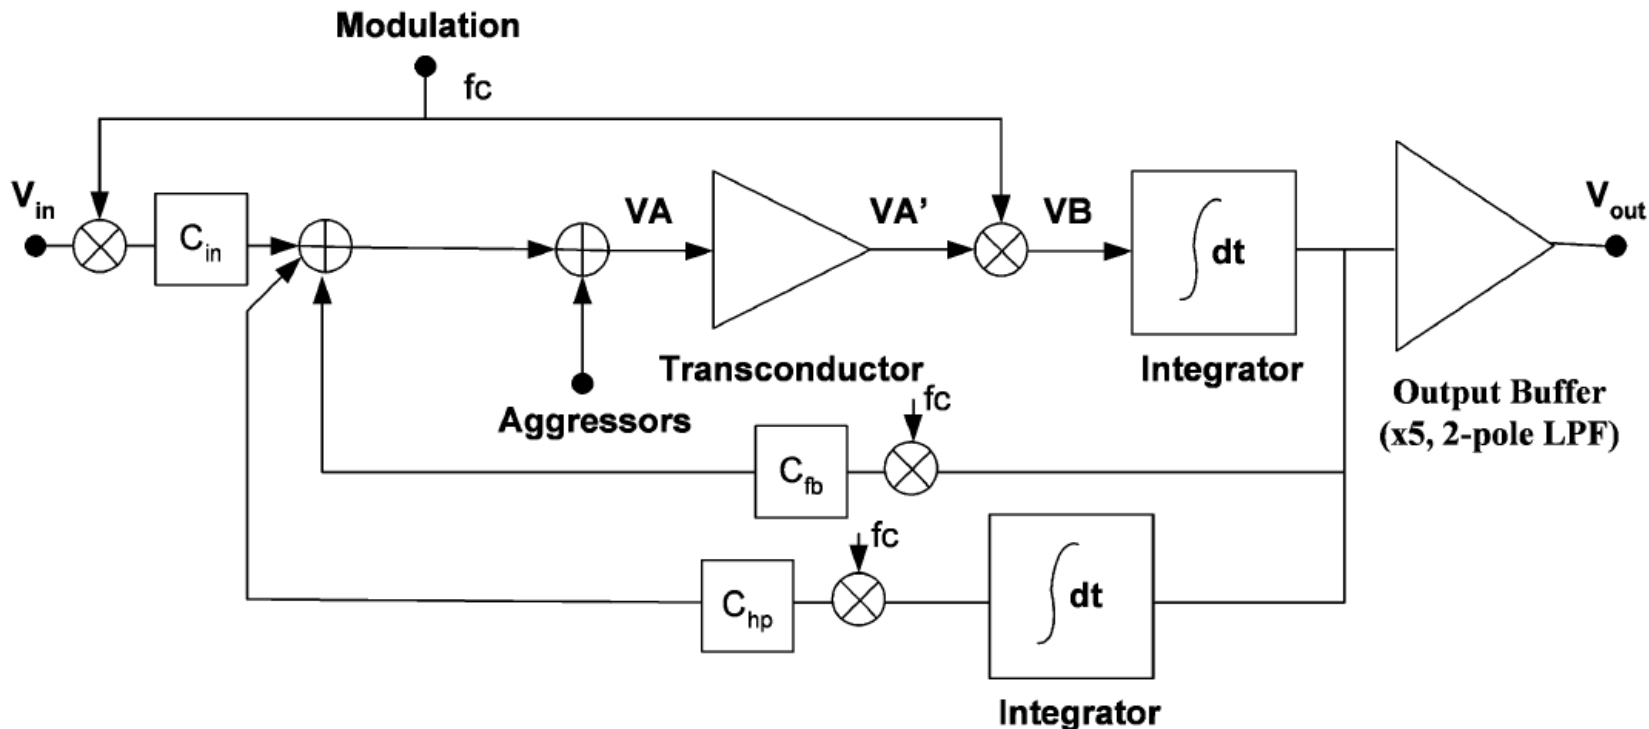 Modulation
fc
Vin
Cin
VA
VA’
VB
∫ dt
Vout
Transconductor
Integrator
Aggressors
fc
Output Buffer
(x5, 2-pole LPF)
Cfb
fc
Chp
∫ dt
Integrator